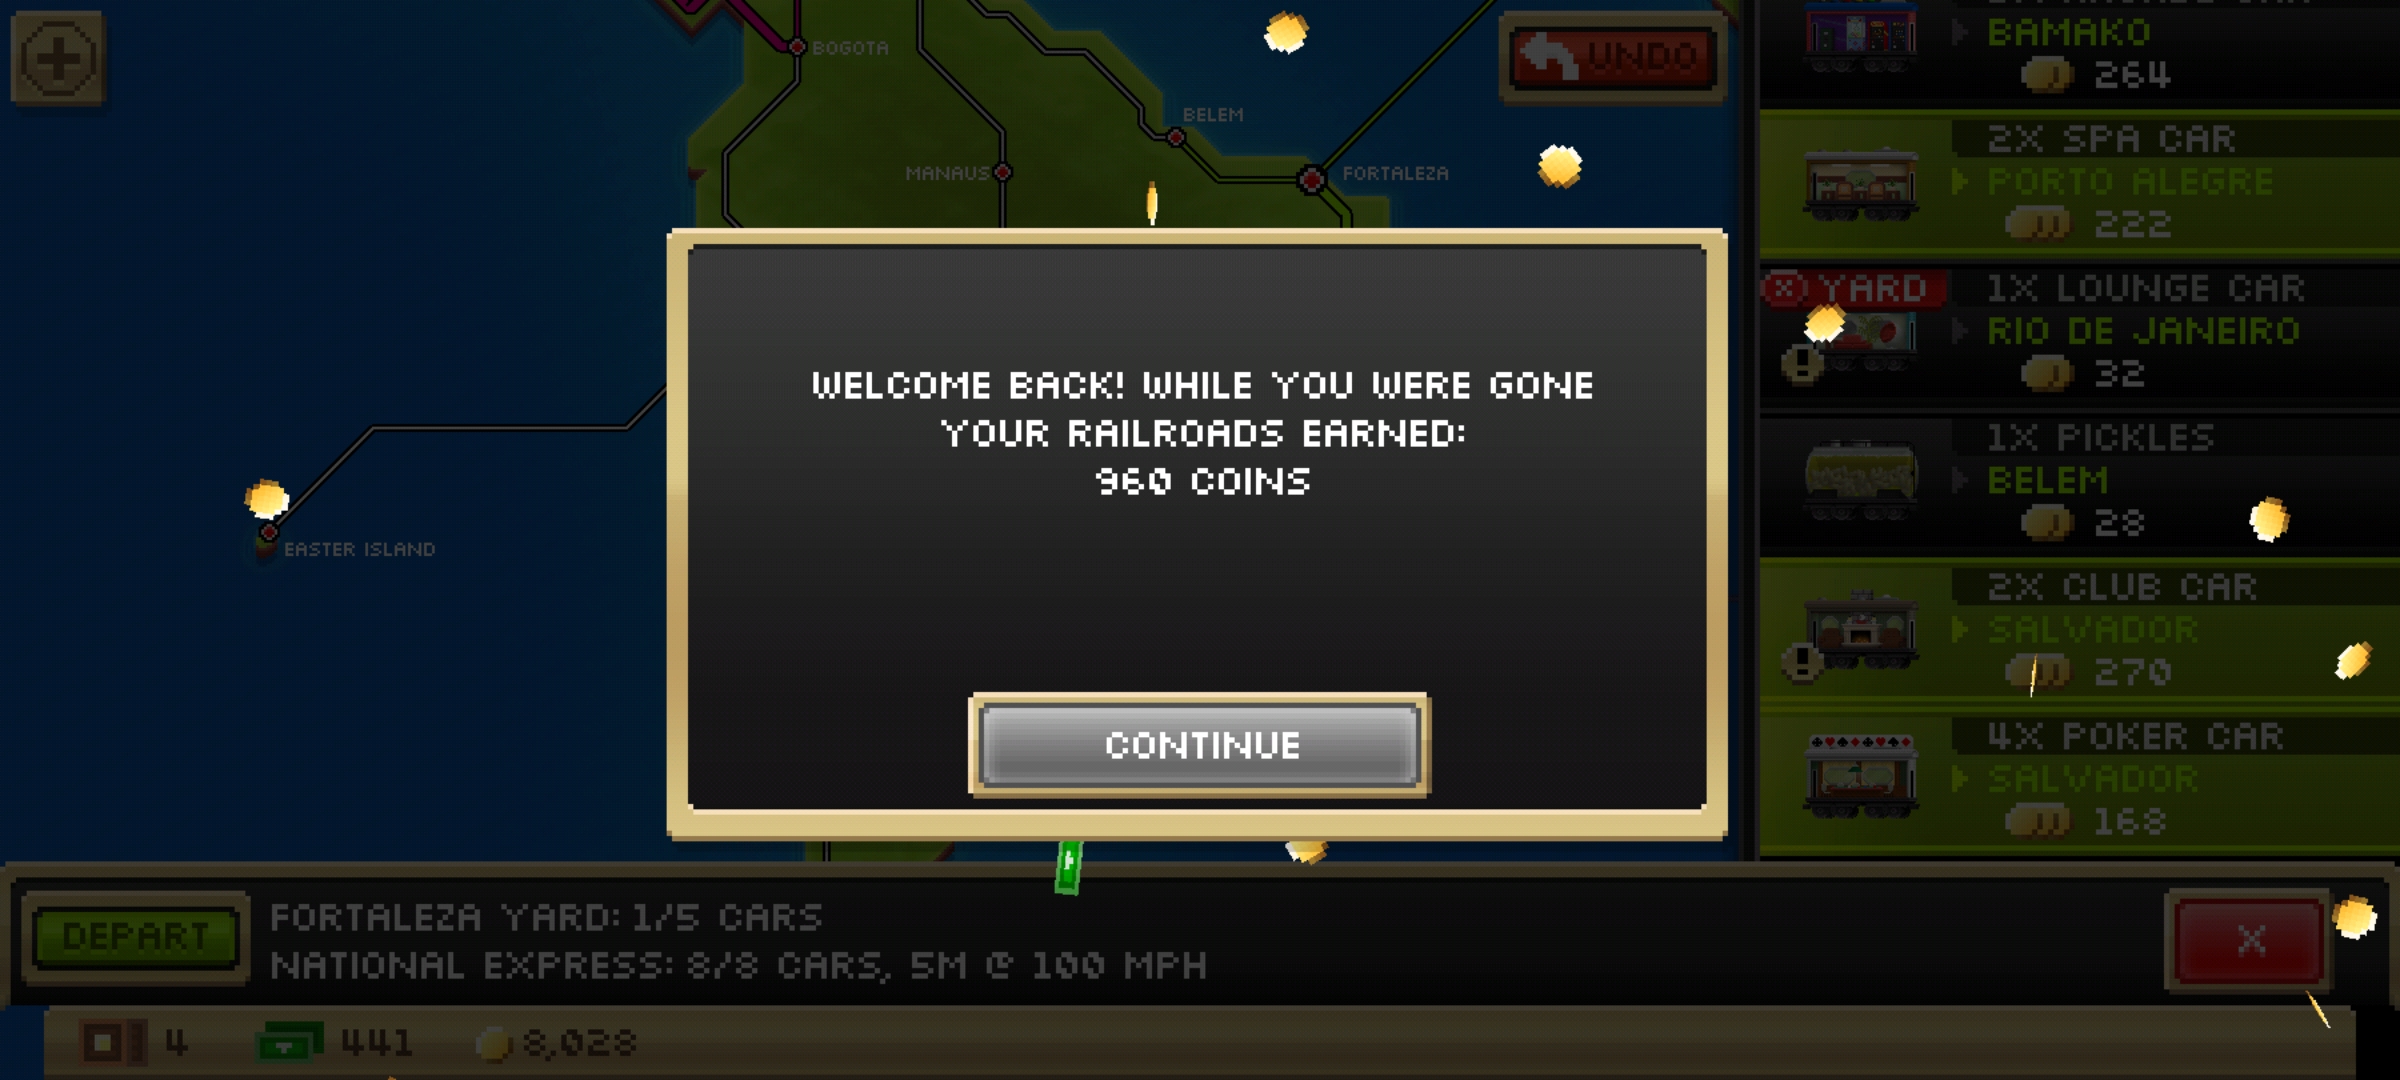 BOGOTA
BELEM
MANAUS
FORTALEZA
EASTER ISLAND
UNDO
BAMAKO
264
2X SPA CAR
PORTO ALEGRE
222
YARD
1X LOUNGE CAR
RIO DE JANEIRO
32
1X PICKLES
BELEM
28
2X CLUB CAR
SALVADOR
270
4X POKER CAR
SALVADOR
168
WELCOME BACK! WHILE YOU WERE GONE
YOUR RAILROADS EARNED:
960 COINS
CONTINUE
DEPART
FORTALEZA YARD: 1/5 CARS
NATIONAL EXPRESS: 8/8 CARS, 5M @ 100 MPH
X
4
441
8,028